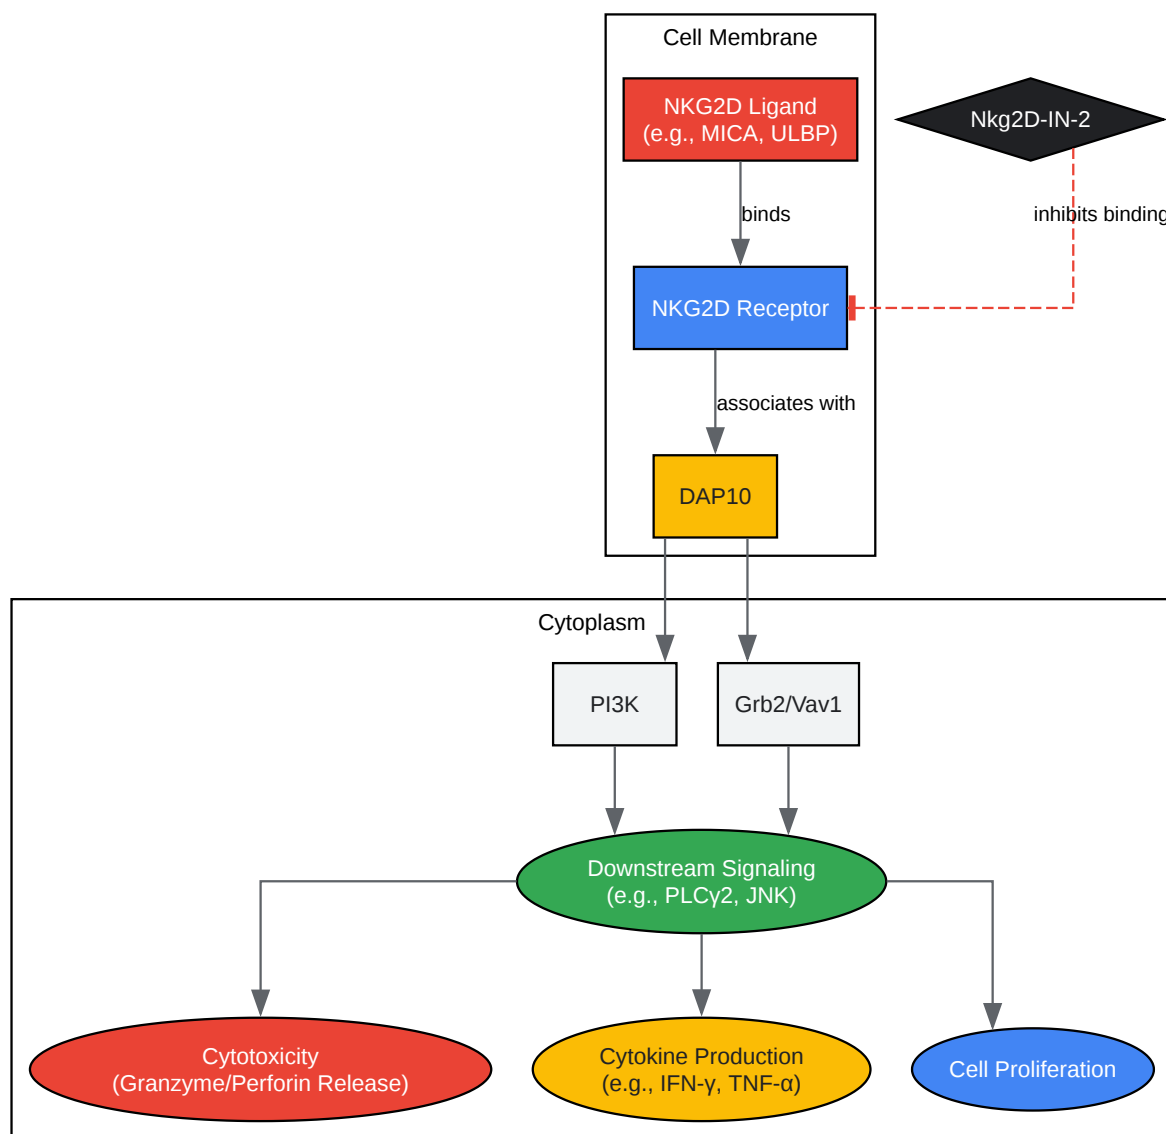 Cell Membrane
NKG2D Ligand
(e.g., MICA, ULBP)
Nkg2D-IN-2
binds
inhibits binding
NKG2D Receptor
associates with
DAP10
Cytoplasm
PI3K
Grb2/Vav1
Downstream Signaling
(e.g., PLCγ2, JNK)
Cytotoxicity
(Granzyme/Perforin Release)
Cytokine Production
(e.g., IFN-γ, TNF-α)
Cell Proliferation